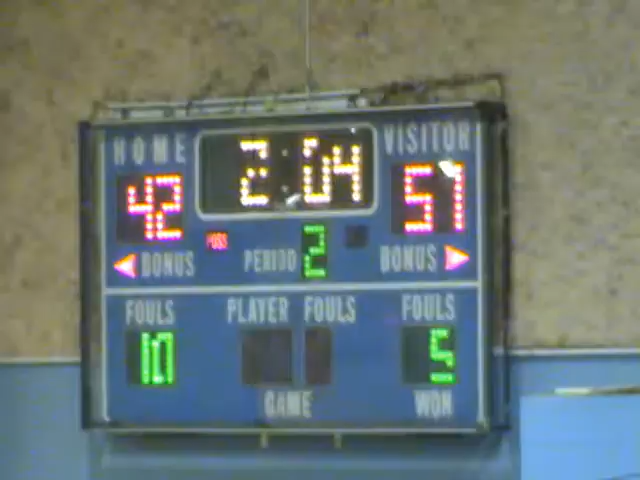 HOME 2:04 VISITOR
42 57
POSS
BONUS PERIOD 2 BONUS
FOULS PLAYER FOULS FOULS
10 5
GAME WON